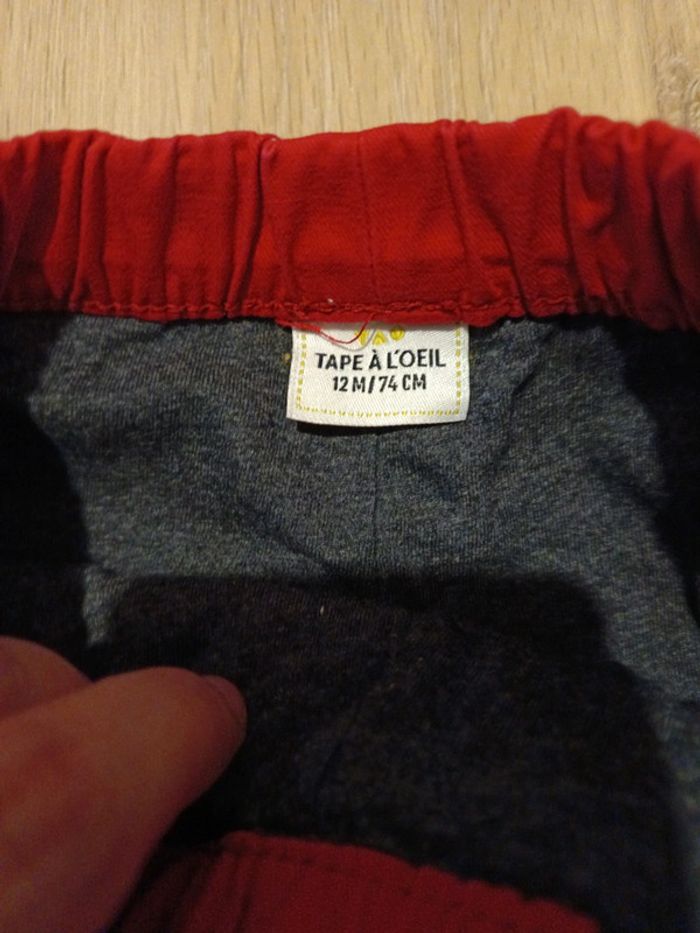 TAPE À L'OEIL
12 M/74 CM